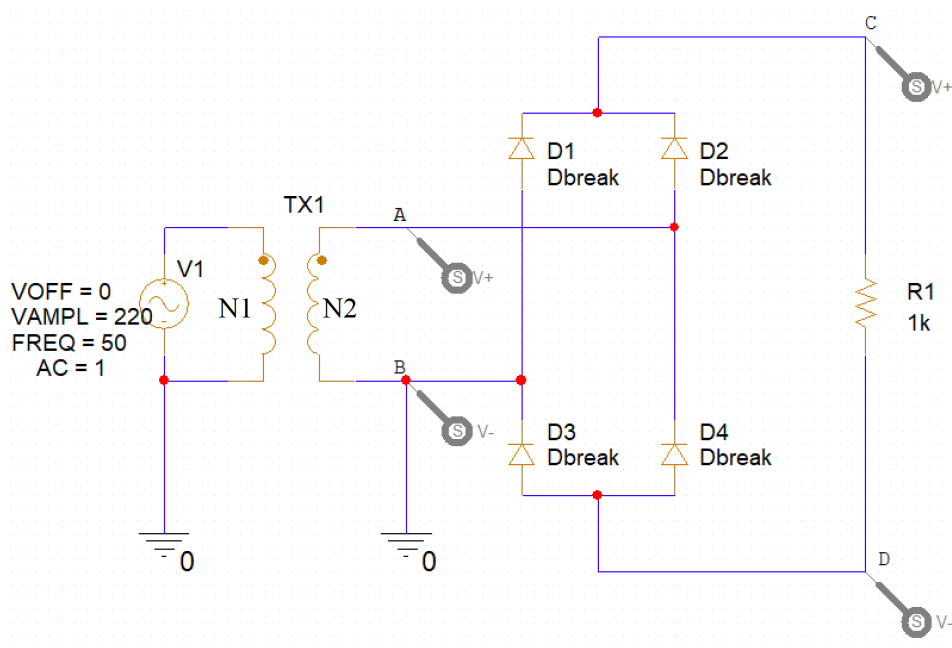 C
S V+
D1
Dbreak
D2
Dbreak
TX1
A
S V+
V1
VOFF = 0
VAMPL = 220
FREQ = 50
AC = 1
N1
N2
R1
1k
B
S V-
D3
Dbreak
D4
Dbreak
0
0
D
S V-